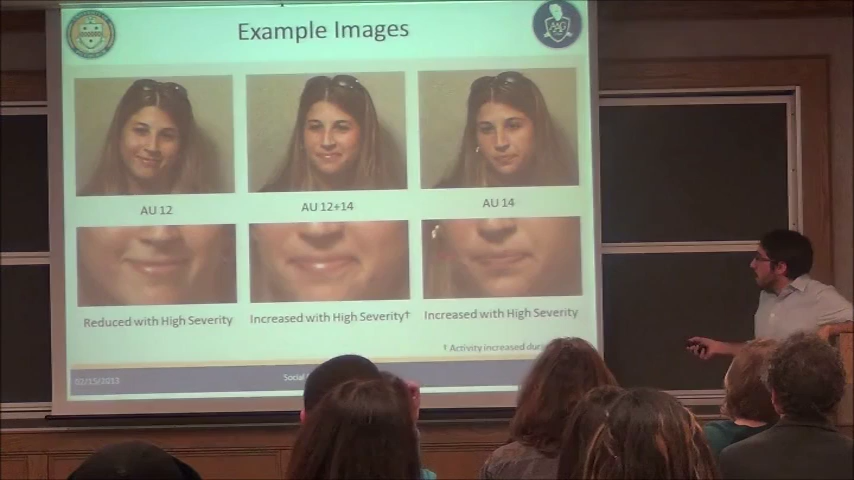 Example Images
AU 12
AU 12+14
AU 14
Reduced with High Severity
Increased with High Severity†
Increased with High Severity
† Activity increased
02/15/2013
Social